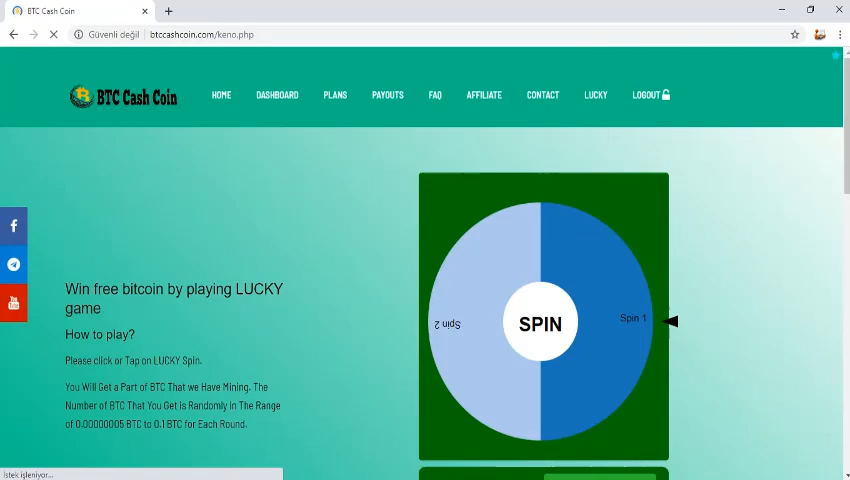 BTC Cash Coin
Güvenli değil
btccashcoin.com/keno.php
BTC Cash Coin
HOME
DASHBOARD
PLANS
PAYOUTS
FAQ
AFFILIATE
CONTACT
LUCKY
LOGOUT
Win free bitcoin by playing LUCKY
game
How to play?
Please click or Tap on LUCKY Spin.
You Will Get a Part of BTC That we Have Mining. The
Number of BTC That You Get is Randomly in The Range
of 0.00000005 BTC to 0.1 BTC for Each Round.
Spin 2
SPIN
Spin 1
You Tube
İstek işleniyor...